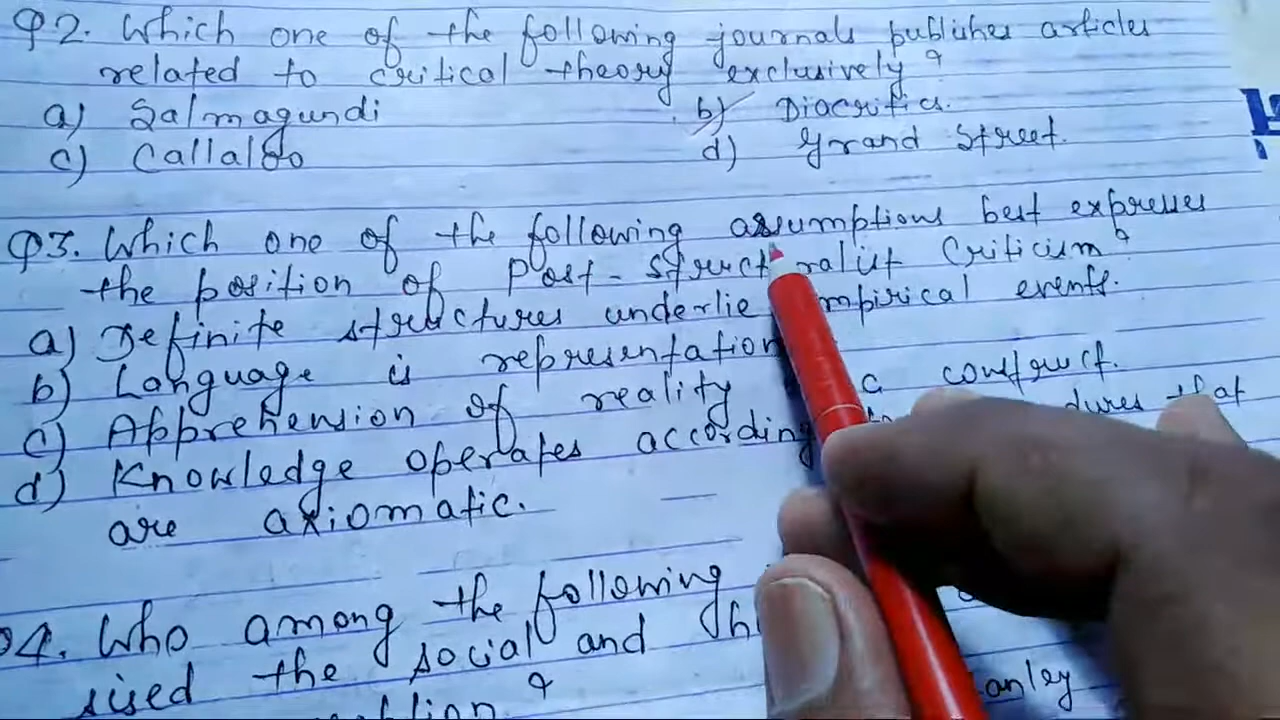 Q2. Which one of the following journals publishes articles
related to critical theory exclusively?
a) Salmagundi b) Diacritics.
c) Callaloo d) Grand Street.
Q3. Which one of the following assumptions best expresses
the position of Post-Structuralist Criticism?
a) Definite structures underlie empirical events.
b) Language is representation
c) Apprehension of reality a construct.
d) Knowledge operates according that
are axiomatic.
Q4. Who among the following
sised the social and